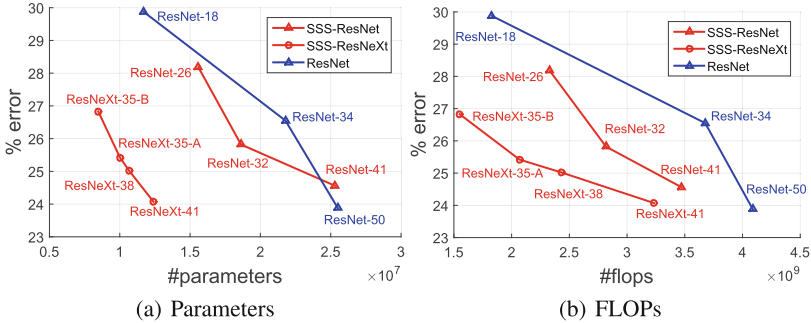 30
29
28
27
26
25
24
23
% error
ResNet-18
SSS-ResNet
SSS-ResNeXt
ResNet
ResNet-26
ResNeXt-35-B
ResNet-34
ResNeXt-35-A
ResNet-32
ResNet-41
ResNeXt-38
ResNeXt-41
ResNet-50
0.5 1 1.5 2 2.5 3
#parameters ×10⁷
(a) Parameters
30
29
28
27
26
25
24
23
% error
ResNet-18
SSS-ResNet
SSS-ResNeXt
ResNet
ResNet-26
ResNeXt-35-B
ResNet-34
ResNet-32
ResNeXt-35-A
ResNet-41
ResNeXt-38
ResNet-50
ResNeXt-41
1.5 2 2.5 3 3.5 4 4.5
#flops ×10⁹
(b) FLOPs